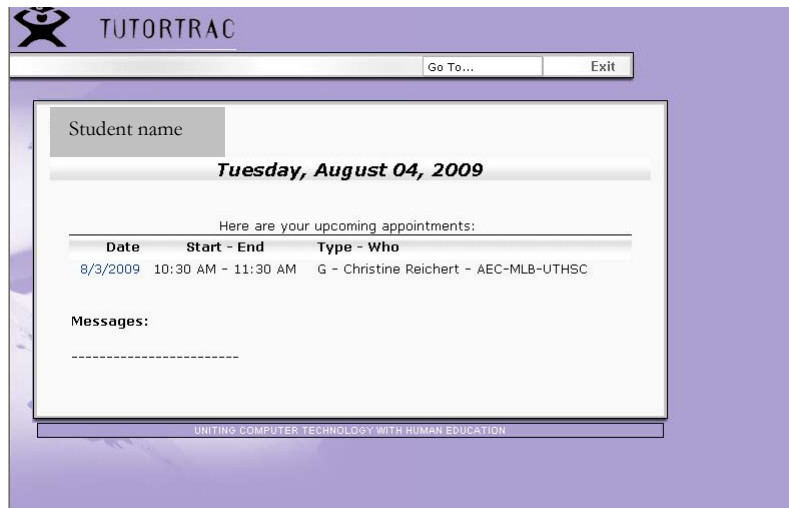 TUTORTRAC
Go To... Exit
Student name
Tuesday, August 04, 2009
Here are your upcoming appointments:
Date Start - End Type - Who
8/3/2009 10:30 AM - 11:30 AM G - Christine Reichert - AEC-MLB-UTHSC
Messages:
------------------------
UNITING COMPUTER TECHNOLOGY WITH HUMAN EDUCATION